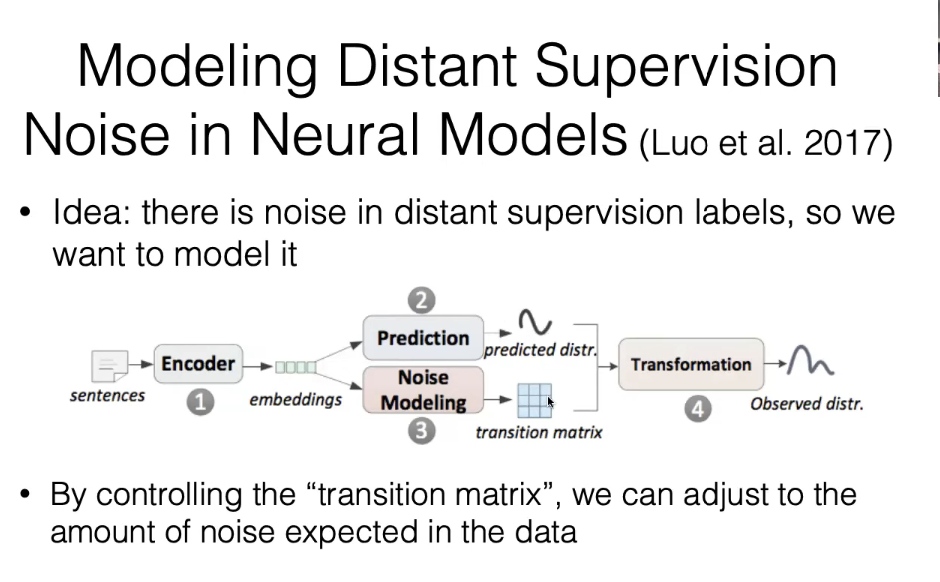 Modeling Distant Supervision
Noise in Neural Models (Luo et al. 2017)
• Idea: there is noise in distant supervision labels, so we
want to model it
2
Prediction
predicted distr.
sentences
Encoder
1
embeddings
Noise
Modeling
3
transition matrix
Transformation
4
Observed distr.
• By controlling the “transition matrix”, we can adjust to the
amount of noise expected in the data